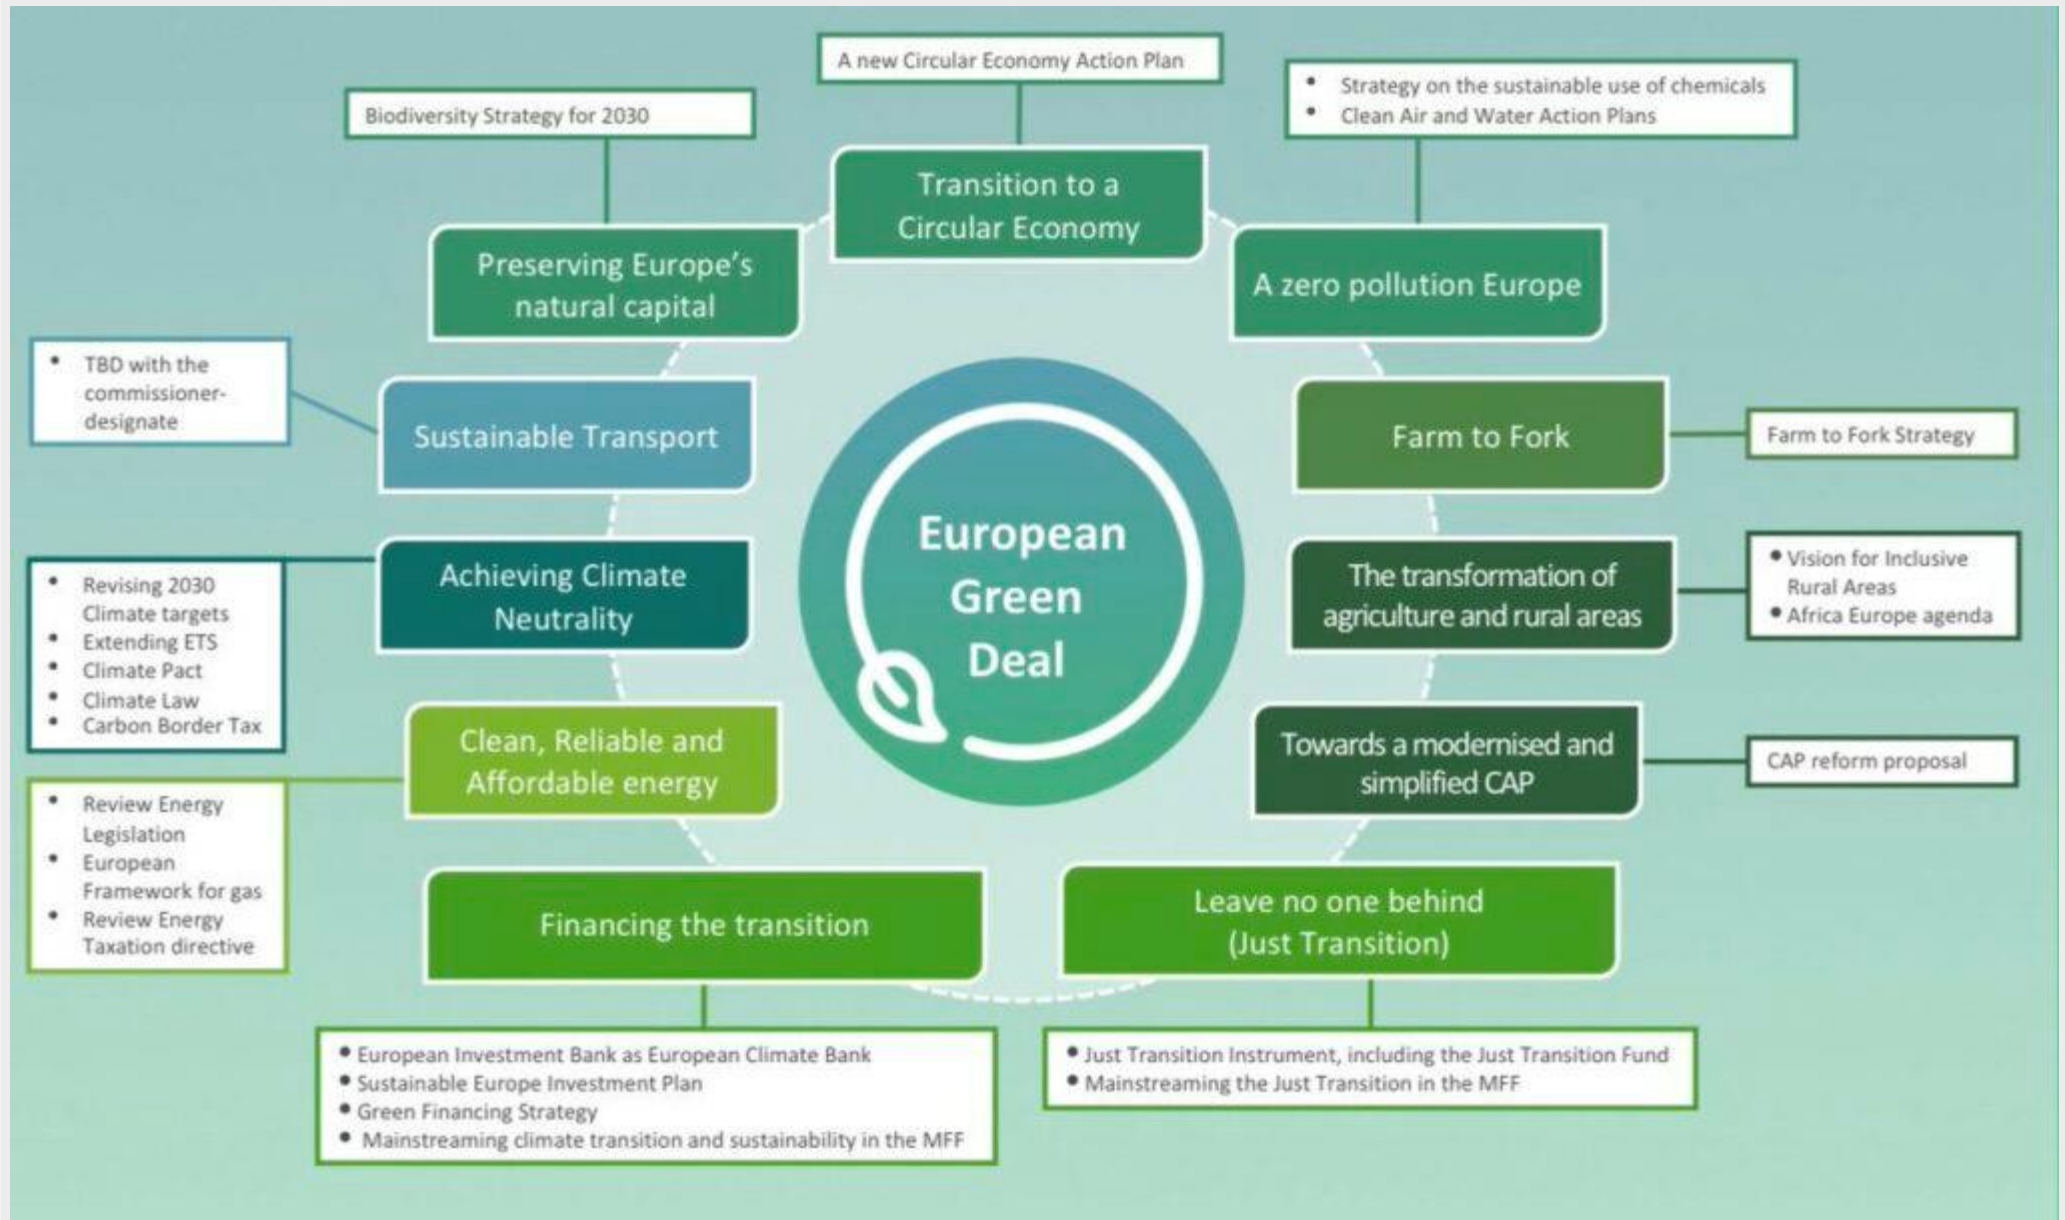 A new Circular Economy Action Plan
Biodiversity Strategy for 2030
• Strategy on the sustainable use of chemicals
• Clean Air and Water Action Plans
Transition to a
Circular Economy
Preserving Europe's
natural capital
A zero pollution Europe
• TBD with the
commissioner-
designate
Sustainable Transport
Farm to Fork
Farm to Fork Strategy
European
Green
Deal
Achieving Climate
Neutrality
• Revising 2030
Climate targets
• Extending ETS
• Climate Pact
• Climate Law
• Carbon Border Tax
The transformation of
agriculture and rural areas
• Vision for Inclusive
Rural Areas
• Africa Europe agenda
Clean, Reliable and
Affordable energy
• Review Energy
Legislation
• European
Framework for gas
• Review Energy
Taxation directive
Towards a modernised and
simplified CAP
CAP reform proposal
Financing the transition
• European Investment Bank as European Climate Bank
• Sustainable Europe Investment Plan
• Green Financing Strategy
• Mainstreaming climate transition and sustainability in the MFF
Leave no one behind
(Just Transition)
• Just Transition Instrument, including the Just Transition Fund
• Mainstreaming the Just Transition in the MFF